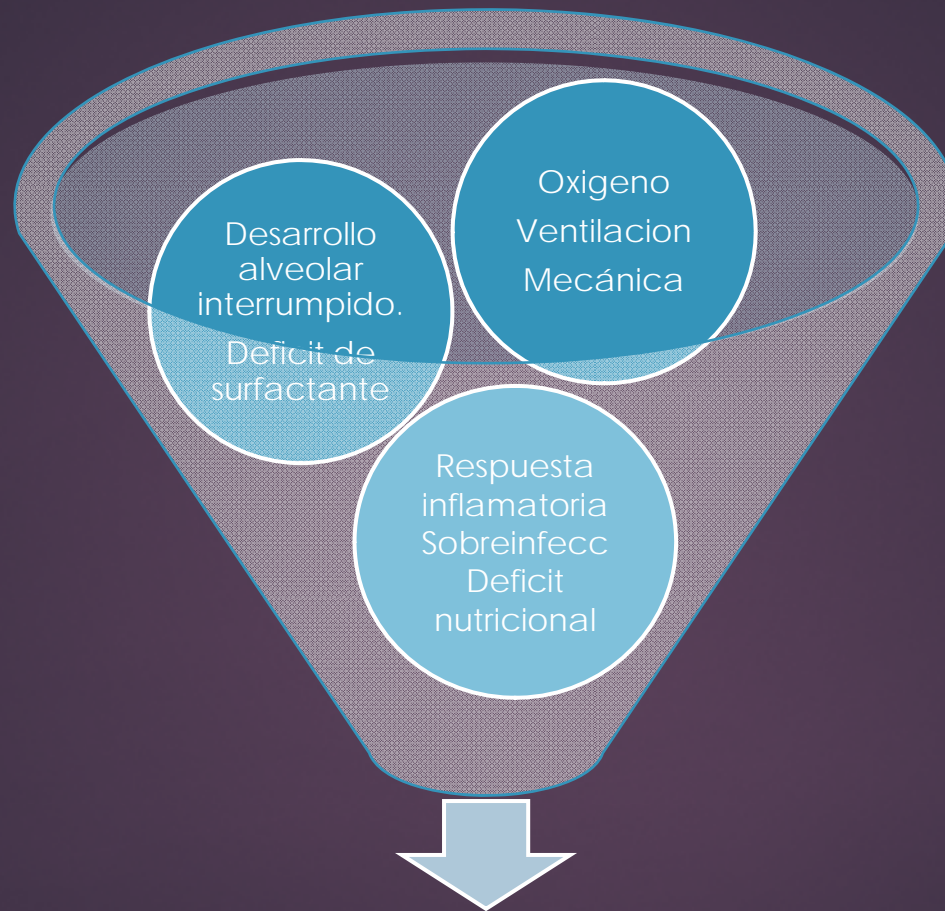 Desarrollo
alveolar
interrumpido.
Deficit de
surfactante
Oxigeno
Ventilacion
Mecánica
Respuesta
inflamatoria
Sobreinfecc
Deficit
nutricional